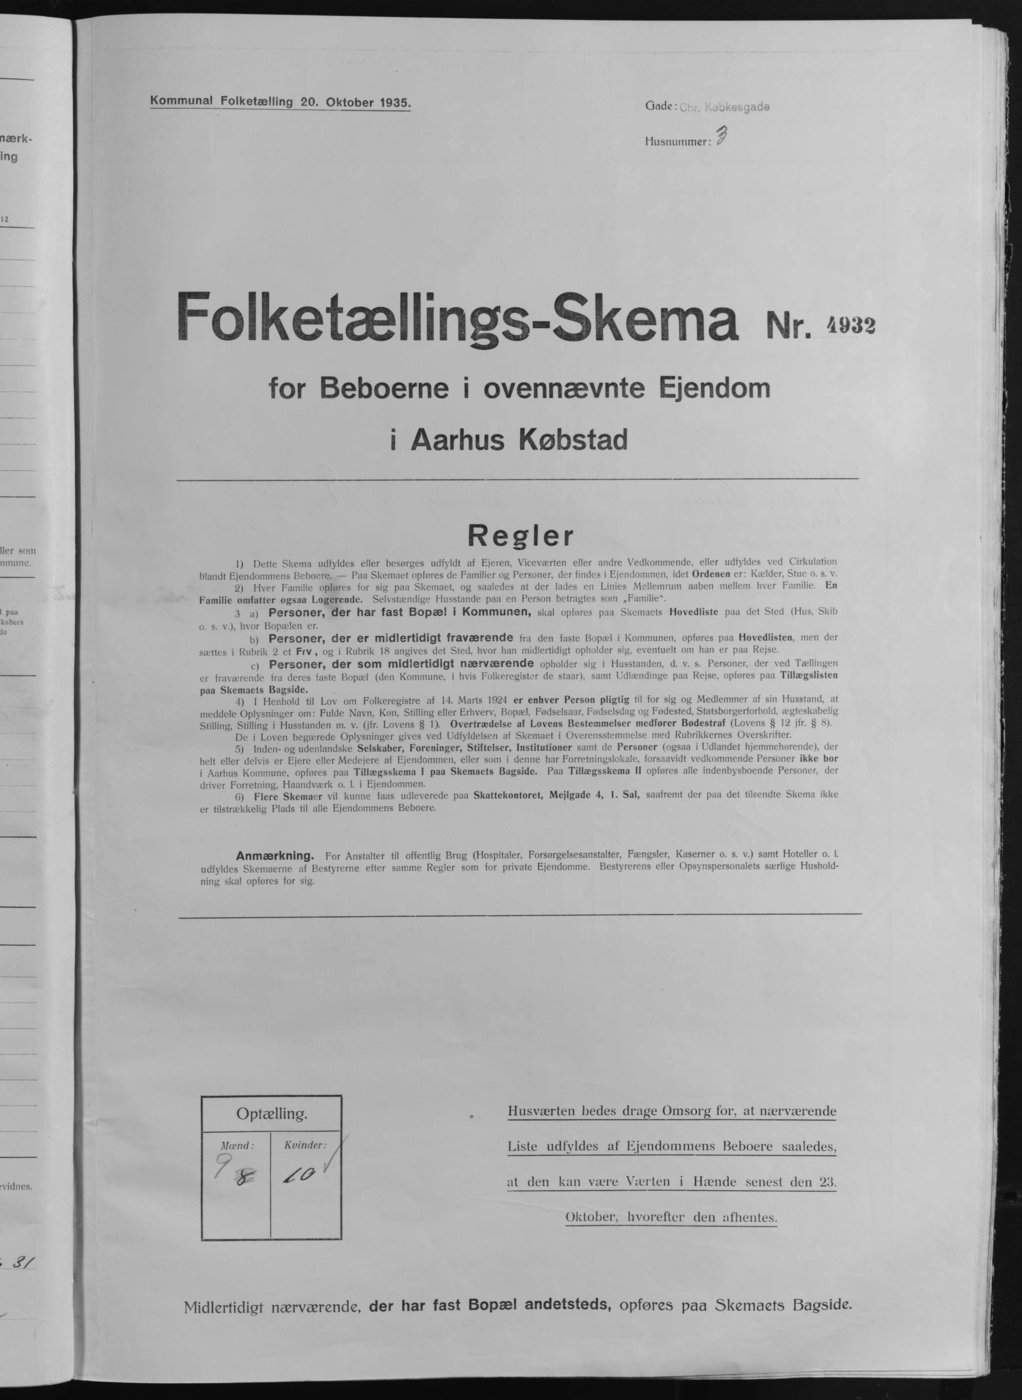 Kommunal Folketælling 20. Oktober 1935.
Gade: Chr. Købkesgade
Husnummer: 3
Folketællings-Skema Nr. 4932
for Beboerne i ovennævnte Ejendom
i Aarhus Købstad
Regler
1) Dette Skema udfyldes eller besørges udfyldt af Ejeren, Viceværten eller andre Vedkommende, eller udfyldes ved Cirkulation
blandt Ejendommens Beboere. — Paa Skemaet opføres de Familier og Personer, der findes i Ejendommen, idet Ordenen er: Kælder, Stue o. s. v.
2) Hver Familie opføres for sig paa Skemaet, og saaledes at der lades en Linies Mellemrum aaben mellem hver Familie. En
Familie omfatter ogsaa Logerende. Selvstændige Husstande paa en Person betragtes som „Familie“.
3 a) Personer, der har fast Bopæl i Kommunen, skal opføres paa Skemaets Hovedliste paa det Sted (Hus, Skib
o. s. v.), hvor Bopælen er.
b) Personer, der er midlertidigt fraværende fra den faste Bopæl i Kommunen, opføres paa Hovedlisten, men der
sættes i Rubrik 2 et Frv, og i Rubrik 18 angives det Sted, hvor han midlertidigt opholder sig, eventuelt om han er paa Rejse.
c) Personer, der som midlertidigt nærværende opholder sig i Husstanden, d. v. s. Personer, der ved Tællingen
er fraværende fra deres faste Bopæl (den Kommune, i hvis Folkeregister de staar), samt Udlændinge paa Rejse, opføres paa Tillægslisten
paa Skemaets Bagside.
4) I Henhold til Lov om Folkeregistre af 14. Marts 1924 er enhver Person pligtig til for sig og Medlemmer af sin Husstand, at
meddele Oplysninger om: Fulde Navn, Køn, Stilling eller Erhverv, Bopæl, Fødselsaar, Fødselsdag og Fødested, Statsborgerforhold, ægteskabelig
Stilling, Stilling i Husstanden m. v. (jfr. Lovens § 1). Overtrædelse af Lovens Bestemmelser medfører Bødestraf (Lovens § 12 jfr. § 8).
De i Loven begærede Oplysninger gives ved Udfyldelsen af Skemaet i Overensstemmelse med Rubrikkernes Overskrifter.
5) Inden- og udenlandske Selskaber, Foreninger, Stiftelser, Institutioner samt de Personer (ogsaa i Udlandet hjemmehørende), der
helt eller delvis er Ejere eller Medejere af Ejendommen, eller som i denne har Forretningslokale, forsaavidt vedkommende Personer ikke bor
i Aarhus Kommune, opføres paa Tillægsskema I paa Skemaets Bagside. Paa Tillægsskema II opføres alle indenbysboende Personer, der
driver Forretning, Haandværk o. l. i Ejendommen.
6) Flere Skemaer vil kunne faas udleverede paa Skattekontoret, Mejlgade 4, 1. Sal, saafremt der paa det tilsendte Skema ikke
er tilstrækkelig Plads til alle Ejendommens Beboere.
Anmærkning. For Anstalter til offentlig Brug (Hospitaler, Forsørgelsesanstalter, Fængsler, Kaserner o. s. v.) samt Hoteller o. l.
udfyldes Skemaerne af Bestyrerne efter samme Regler som for private Ejendomme. Bestyrerens eller Opsynspersonalets særlige Hushold-
ning skal opføres for sig.
Optælling.
Mænd: Kvinder:
9 8 10
Husværten bedes drage Omsorg for, at nærværende
Liste udfyldes af Ejendommens Beboere saaledes,
at den kan være Værten i Hænde senest den 23.
Oktober, hvorefter den afhentes.
Midlertidigt nærværende, der har fast Bopæl andetsteds, opføres paa Skemaets Bagside.
ing
12
ller som
mmune.
l paa
skabers
de
evidnes.
31